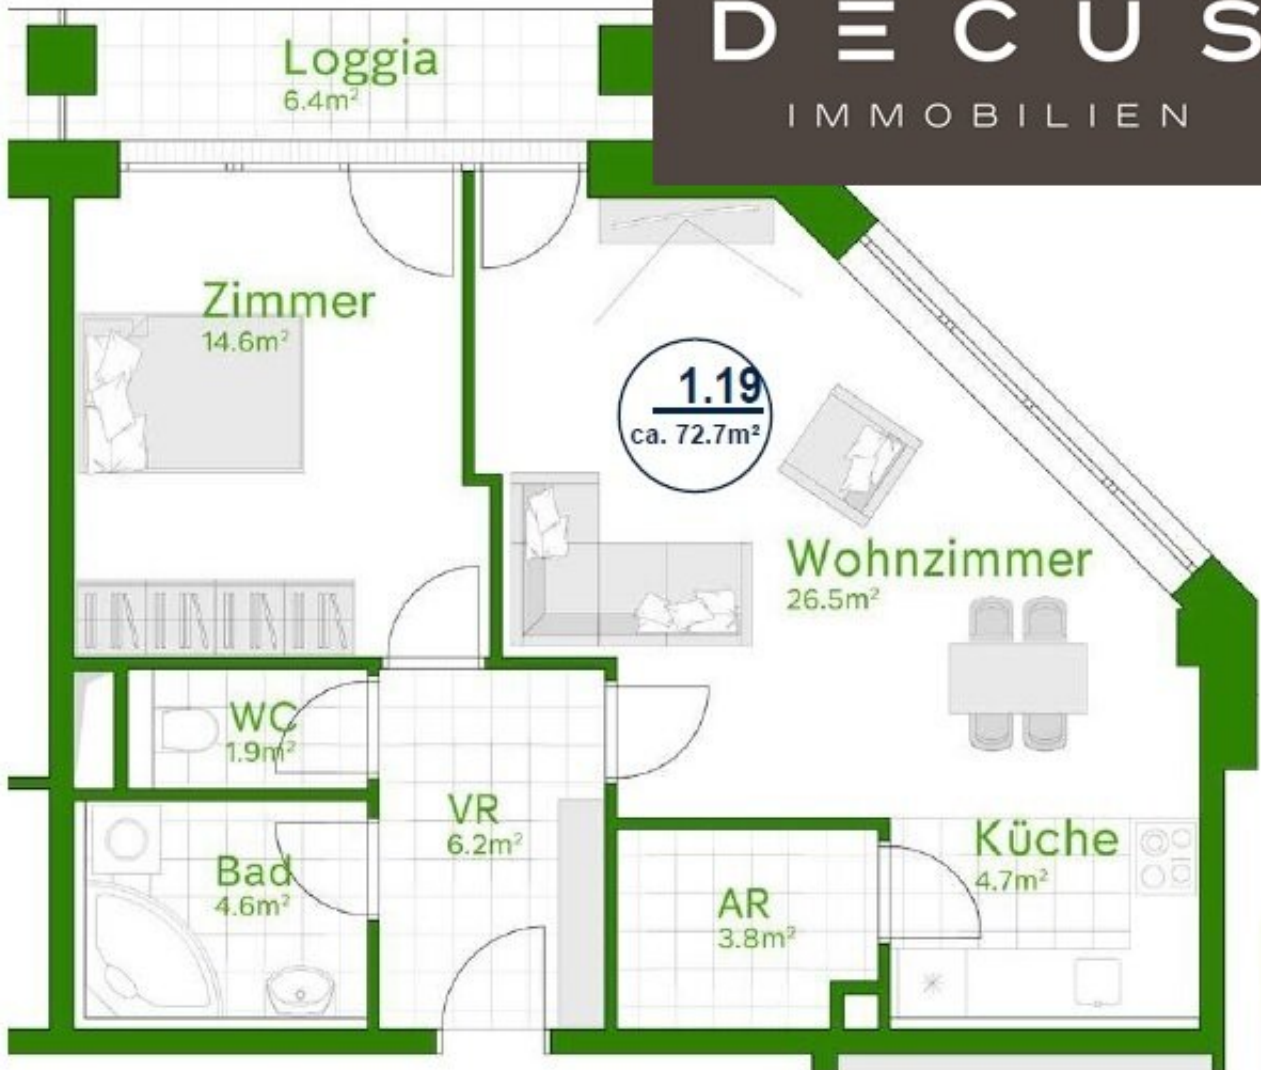 DECUS
IMMOBILIEN
Loggia
6.4m²
Zimmer
14.6m²
1.19
ca. 72.7m²
Wohnzimmer
26.5m²
WC
1.9m²
VR
6.2m²
Küche
4.7m²
Bad
4.6m²
AR
3.8m²